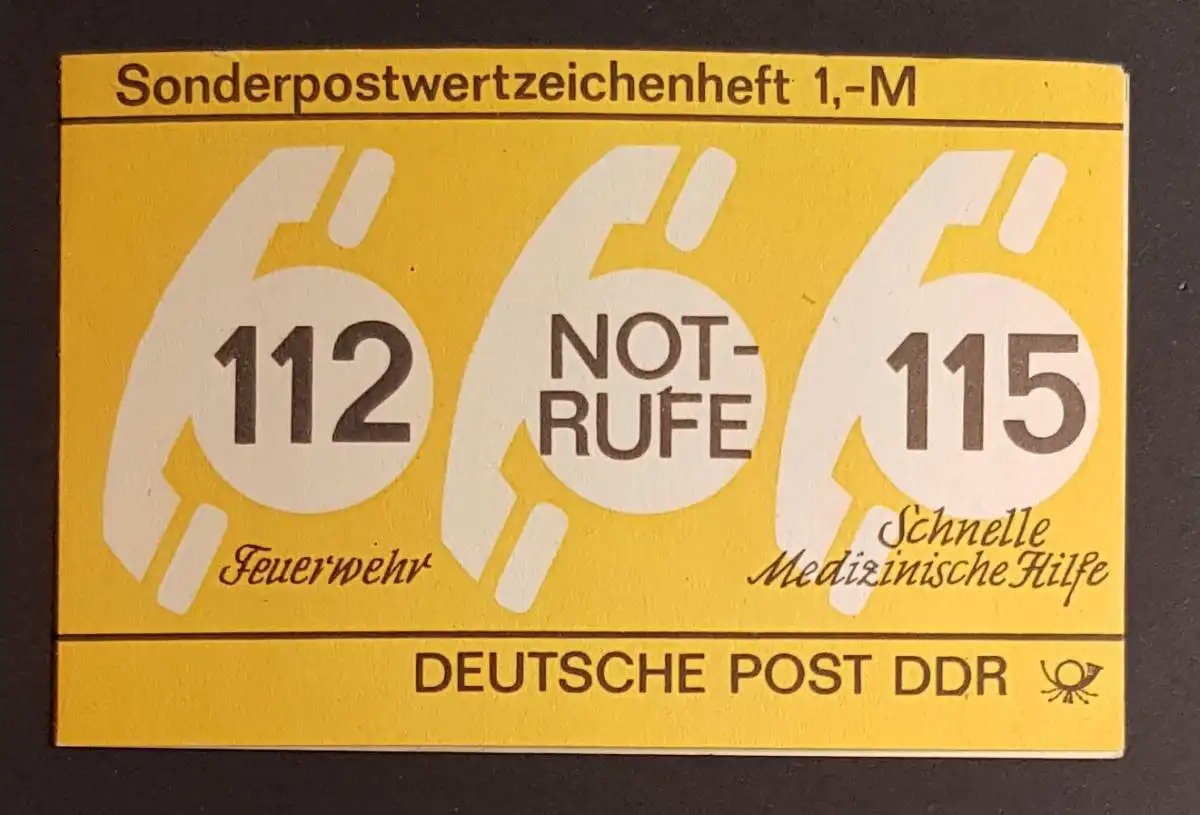 Sonderpostwertzeichenheft 1,-M
112
NOT-
RUFE
115
Feuerwehr
Schnelle
Medizinische Hilfe
DEUTSCHE POST DDR